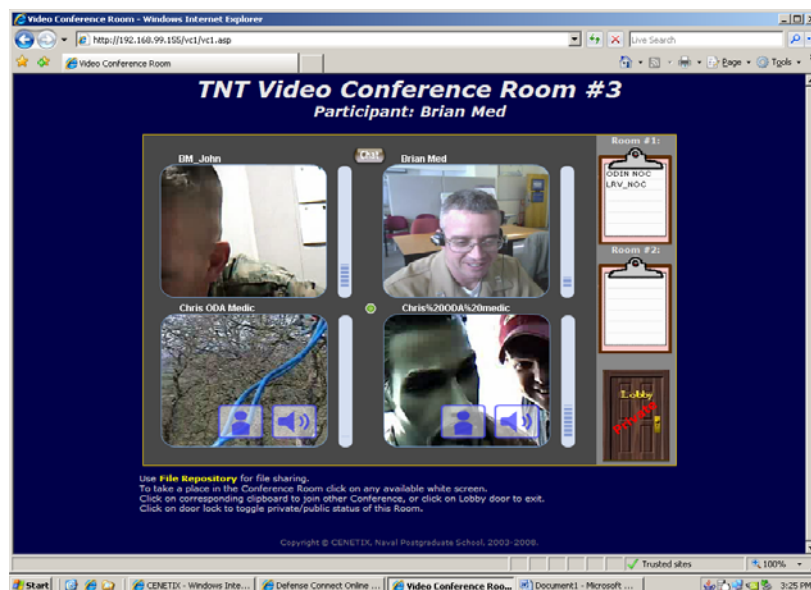 Video Conference Room - Windows Internet Explorer
http://192.168.99.155/vc1/vc1.asp
Live Search
Video Conference Room
Page
Tools
TNT Video Conference Room #3
Participant: Brian Med
BM_John
Chat
Brian Med
Room #1:
ODIN NOC
LRV_NOC
Room #2:
Chris ODA Medic
Chris%20ODA%20medic
Lobby
private
Use File Repository for file sharing.
To take a place in the Conference Room click on any available white screen.
Click on corresponding clipboard to join other Conference, or click on Lobby door to exit.
Click on door lock to toggle private/public status of this Room.
Copyright © CENETIX, Naval Postgraduate School, 2003-2008.
Trusted sites
100%
Start
CENETIX - Windows Inte...
Defense Connect Online ...
Video Conference Roo...
Document1 - Microsoft ...
3:25 PM